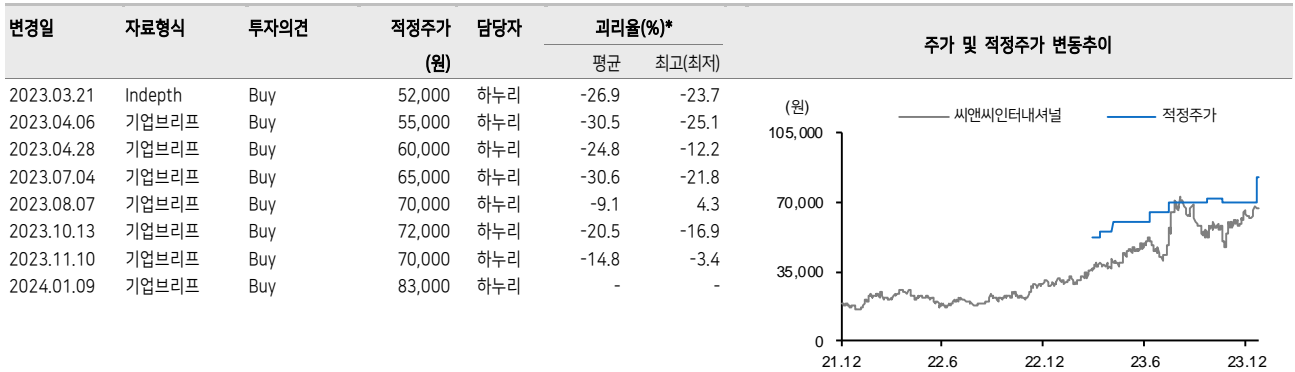 변경일 자료형식 투자의견 적정주가 담당자 괴리율(%)* 주가 및 적정주가 변동추이
(원) 평균 최고(최저)
2023.03.21 Indepth Buy 52,000 하누리 -26.9 -23.7
2023.04.06 기업브리프 Buy 55,000 하누리 -30.5 -25.1
2023.04.28 기업브리프 Buy 60,000 하누리 -24.8 -12.2
2023.07.04 기업브리프 Buy 65,000 하누리 -30.6 -21.8
2023.08.07 기업브리프 Buy 70,000 하누리 -9.1 4.3
2023.10.13 기업브리프 Buy 72,000 하누리 -20.5 -16.9
2023.11.10 기업브리프 Buy 70,000 하누리 -14.8 -3.4
2024.01.09 기업브리프 Buy 83,000 하누리 - -
(원) 씨앤씨인터내셔널 적정주가
105,000
70,000
35,000
0
21.12 22.6 22.12 23.6 23.12